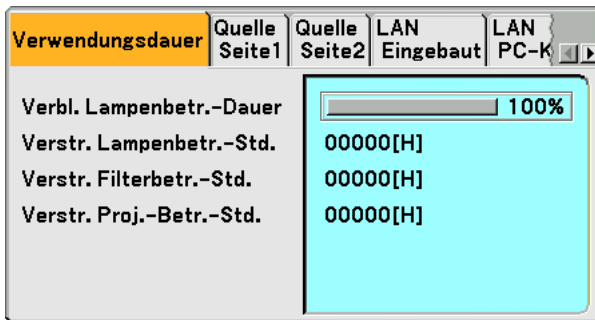 Verwendungsdauer
Quelle Seite1
Quelle Seite2
LAN Eingebaut
LAN PC-K
Verbl. Lampenbetr.-Dauer 100%
Verstr. Lampenbetr.-Std. 00000[H]
Verstr. Filterbetr.-Std. 00000[H]
Verstr. Proj.-Betr.-Std. 00000[H]